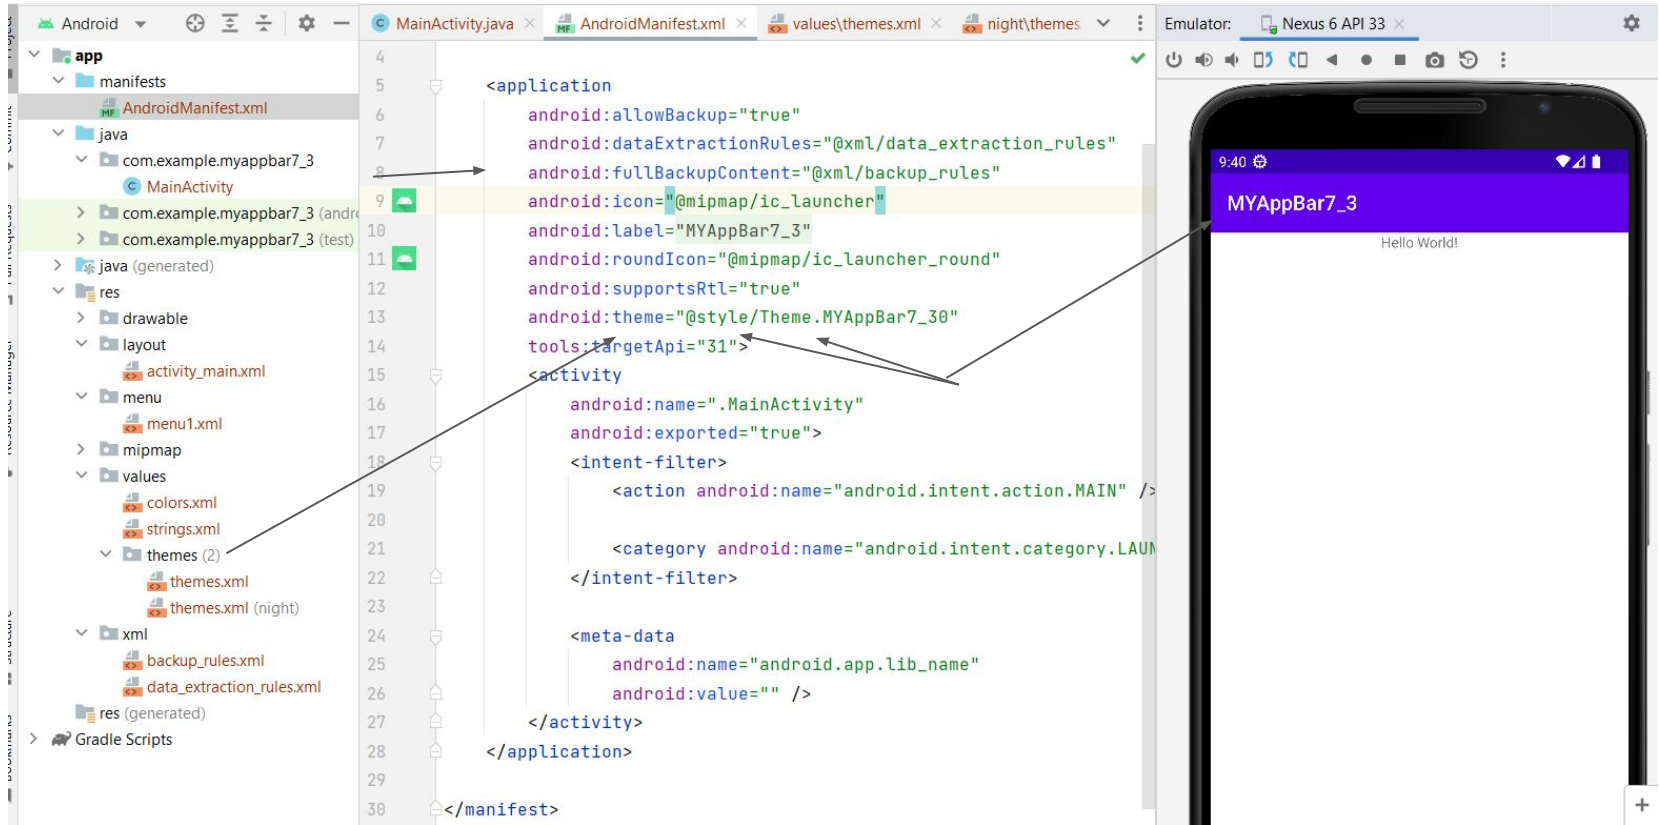 Android
MainActivity.java
AndroidManifest.xml
values\themes.xml
night\themes
Emulator:
Nexus 6 API 33
app
manifests
AndroidManifest.xml
java
com.example.myappbar7_3
MainActivity
com.example.myappbar7_3 (andr
com.example.myappbar7_3 (test)
java (generated)
res
drawable
layout
activity_main.xml
menu
menu1.xml
mipmap
values
colors.xml
strings.xml
themes (2)
themes.xml
themes.xml (night)
xml
backup_rules.xml
data_extraction_rules.xml
res (generated)
Gradle Scripts
4
5 <application
6 android:allowBackup="true"
7 android:dataExtractionRules="@xml/data_extraction_rules"
8 android:fullBackupContent="@xml/backup_rules"
9 android:icon="@mipmap/ic_launcher"
10 android:label="MYAppBar7_3"
11 android:roundIcon="@mipmap/ic_launcher_round"
12 android:supportsRtl="true"
13 android:theme="@style/Theme.MYAppBar7_30"
14 tools:targetApi="31">
15 <activity
16 android:name=".MainActivity"
17 android:exported="true">
18 <intent-filter>
19 <action android:name="android.intent.action.MAIN" />
20
21 <category android:name="android.intent.category.LAUN
22 </intent-filter>
23
24 <meta-data
25 android:name="android.app.lib_name"
26 android:value="" />
27 </activity>
28 </application>
29
30 </manifest>
9:40
MYAppBar7_3
Hello World!